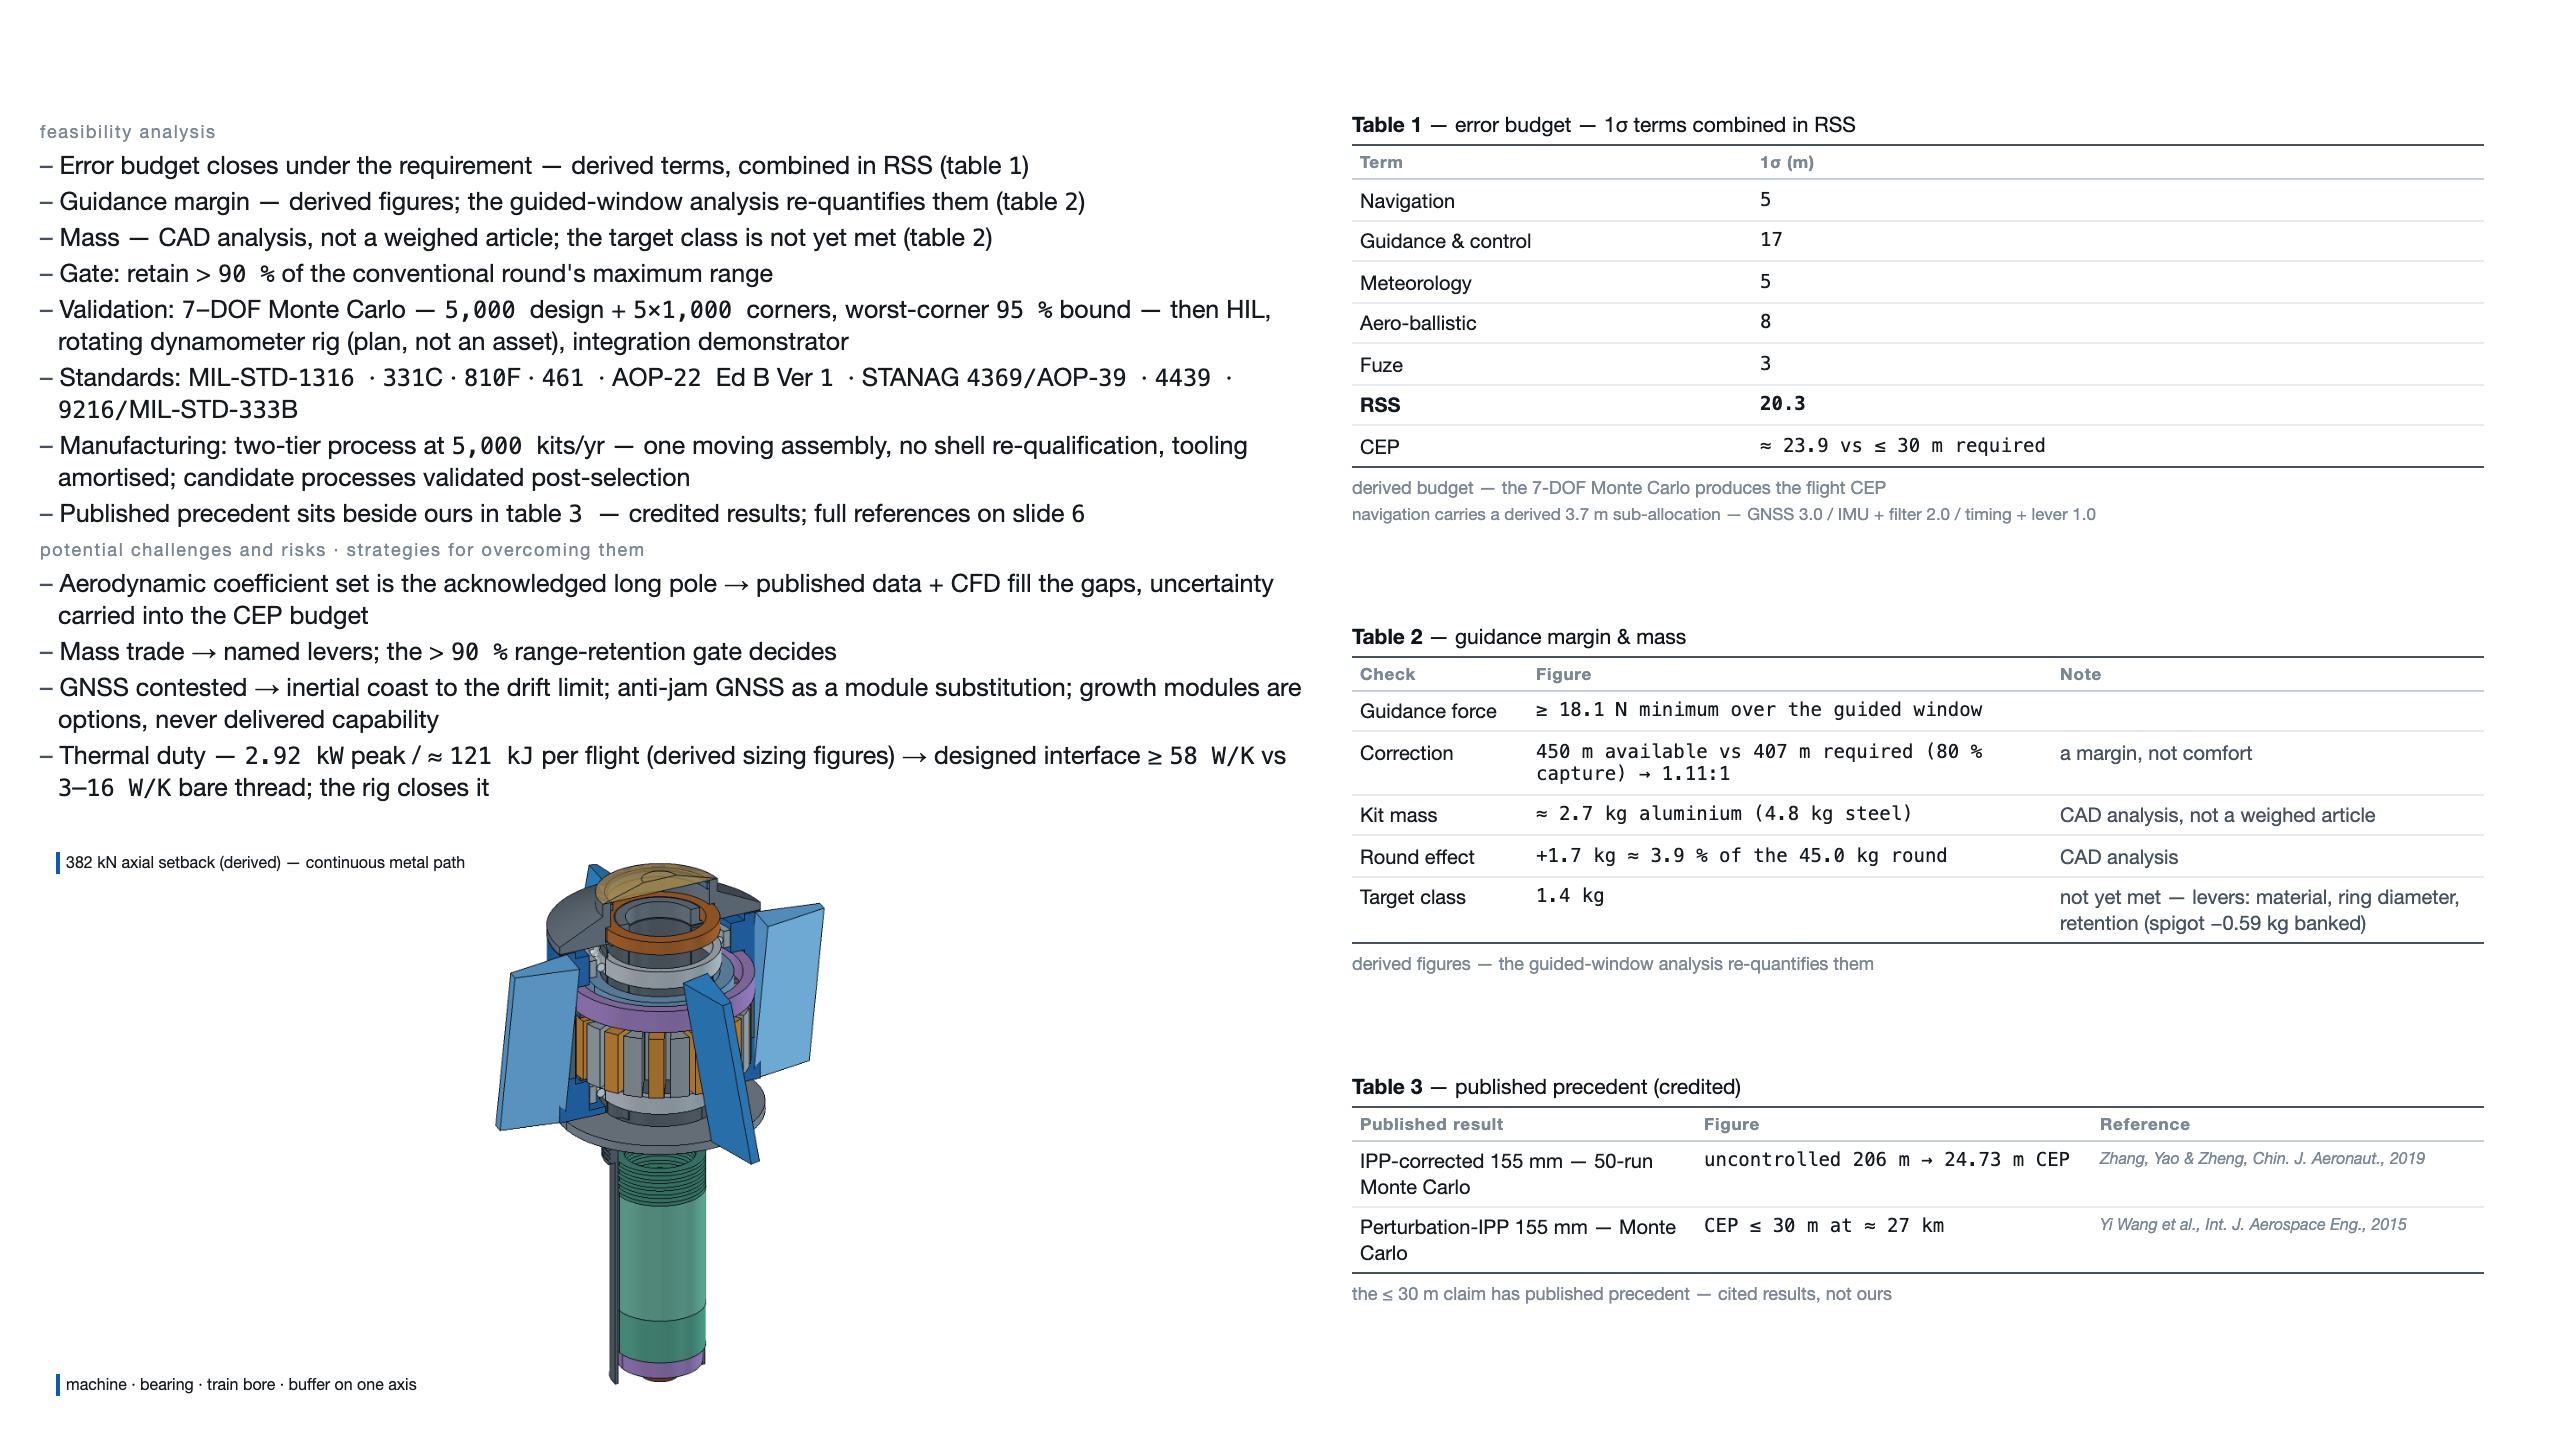 feasibility analysis
– Error budget closes under the requirement — derived terms, combined in RSS (table 1)
– Guidance margin — derived figures; the guided-window analysis re-quantifies them (table 2)
– Mass — CAD analysis, not a weighed article; the target class is not yet met (table 2)
– Gate: retain > 90 % of the conventional round's maximum range
– Validation: 7–DOF Monte Carlo — 5,000 design + 5×1,000 corners, worst-corner 95 % bound — then HIL,
rotating dynamometer rig (plan, not an asset), integration demonstrator
– Standards: MIL-STD-1316 · 331C · 810F · 461 · AOP-22 Ed B Ver 1 · STANAG 4369/AOP-39 · 4439 ·
9216/MIL-STD-333B
– Manufacturing: two-tier process at 5,000 kits/yr — one moving assembly, no shell re-qualification, tooling
amortised; candidate processes validated post-selection
– Published precedent sits beside ours in table 3 — credited results; full references on slide 6
potential challenges and risks · strategies for overcoming them
– Aerodynamic coefficient set is the acknowledged long pole → published data + CFD fill the gaps, uncertainty
carried into the CEP budget
– Mass trade → named levers; the > 90 % range-retention gate decides
– GNSS contested → inertial coast to the drift limit; anti-jam GNSS as a module substitution; growth modules are
options, never delivered capability
– Thermal duty — 2.92 kW peak / ≈ 121 kJ per flight (derived sizing figures) → designed interface ≥ 58 W/K vs
3–16 W/K bare thread; the rig closes it
382 kN axial setback (derived) — continuous metal path
machine · bearing · train bore · buffer on one axis
Table 1 — error budget — 1σ terms combined in RSS
Term 1σ (m)
Navigation 5
Guidance & control 17
Meteorology 5
Aero-ballistic 8
Fuze 3
RSS 20.3
CEP ≈ 23.9 vs ≤ 30 m required
derived budget — the 7-DOF Monte Carlo produces the flight CEP
navigation carries a derived 3.7 m sub-allocation — GNSS 3.0 / IMU + filter 2.0 / timing + lever 1.0
Table 2 — guidance margin & mass
Check Figure Note
Guidance force ≥ 18.1 N minimum over the guided window
Correction 450 m available vs 407 m required (80 % a margin, not comfort
capture) → 1.11:1
Kit mass ≈ 2.7 kg aluminium (4.8 kg steel) CAD analysis, not a weighed article
Round effect +1.7 kg ≈ 3.9 % of the 45.0 kg round CAD analysis
Target class 1.4 kg not yet met — levers: material, ring diameter,
retention (spigot −0.59 kg banked)
derived figures — the guided-window analysis re-quantifies them
Table 3 — published precedent (credited)
Published result Figure Reference
IPP-corrected 155 mm — 50-run uncontrolled 206 m → 24.73 m CEP Zhang, Yao & Zheng, Chin. J. Aeronaut., 2019
Monte Carlo
Perturbation-IPP 155 mm — Monte CEP ≤ 30 m at ≈ 27 km Yi Wang et al., Int. J. Aerospace Eng., 2015
Carlo
the ≤ 30 m claim has published precedent — cited results, not ours